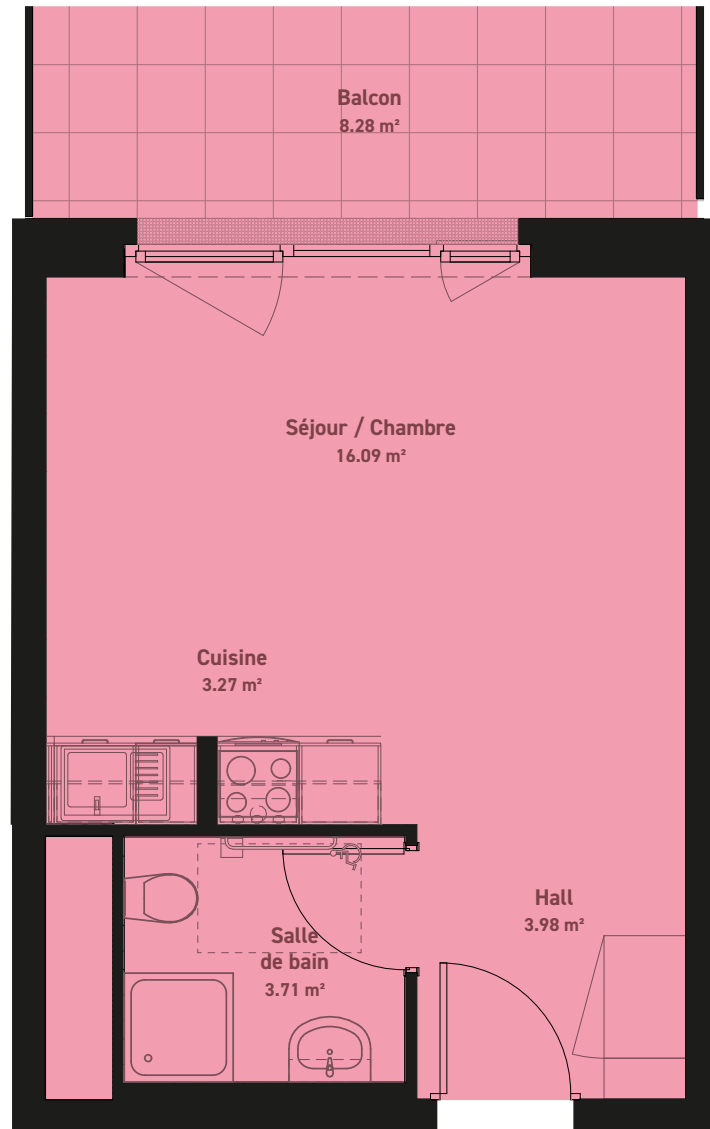 Balcon
8.28 m²
Séjour / Chambre
16.09 m²
Cuisine
3.27 m²
Hall
3.98 m²
Salle
de bain
3.71 m²